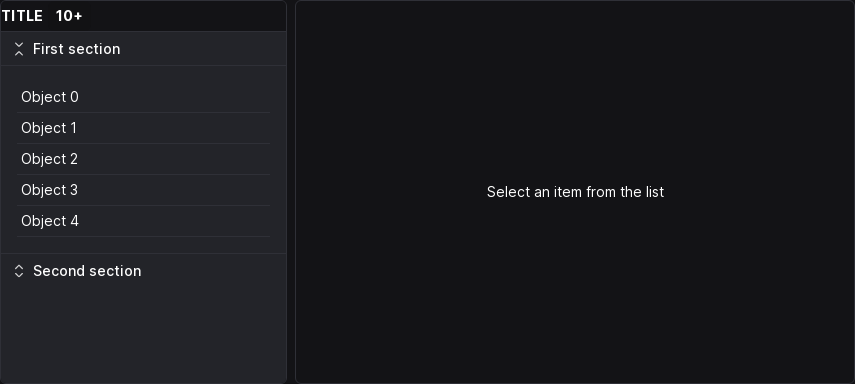 TITLE 10+
First section
Object 0
Object 1
Object 2
Object 3
Object 4
Second section
Select an item from the list